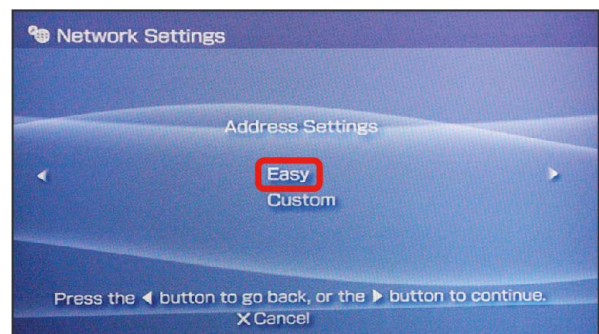 Network Settings
Address Settings
Easy
Custom
Press the ◀ button to go back, or the ▶ button to continue.
✕ Cancel